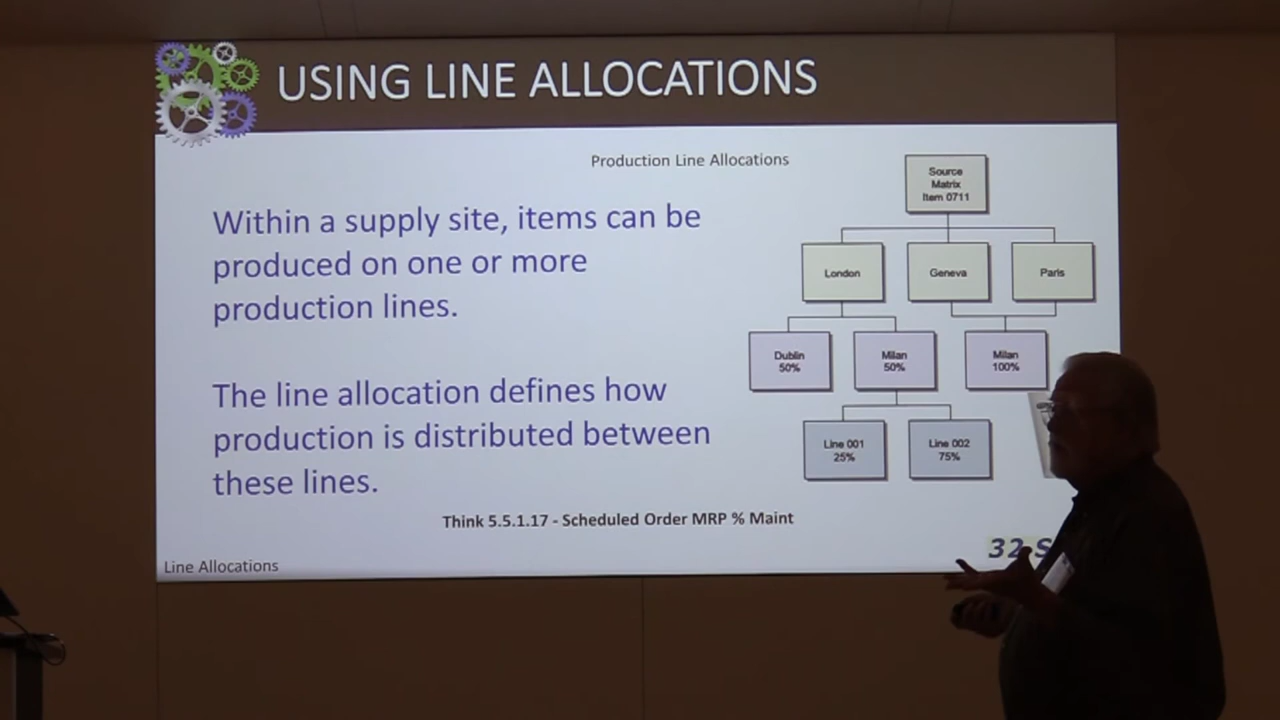 USING LINE ALLOCATIONS
Production Line Allocations
Within a supply site, items can be
produced on one or more
production lines.
The line allocation defines how
production is distributed between
these lines.
Source
Matrix
Item 0711
London
Geneva
Paris
Dublin
50%
Milan
50%
Milan
100%
Line 001
25%
Line 002
75%
Think 5.5.1.17 - Scheduled Order MRP % Maint
32
Line Allocations